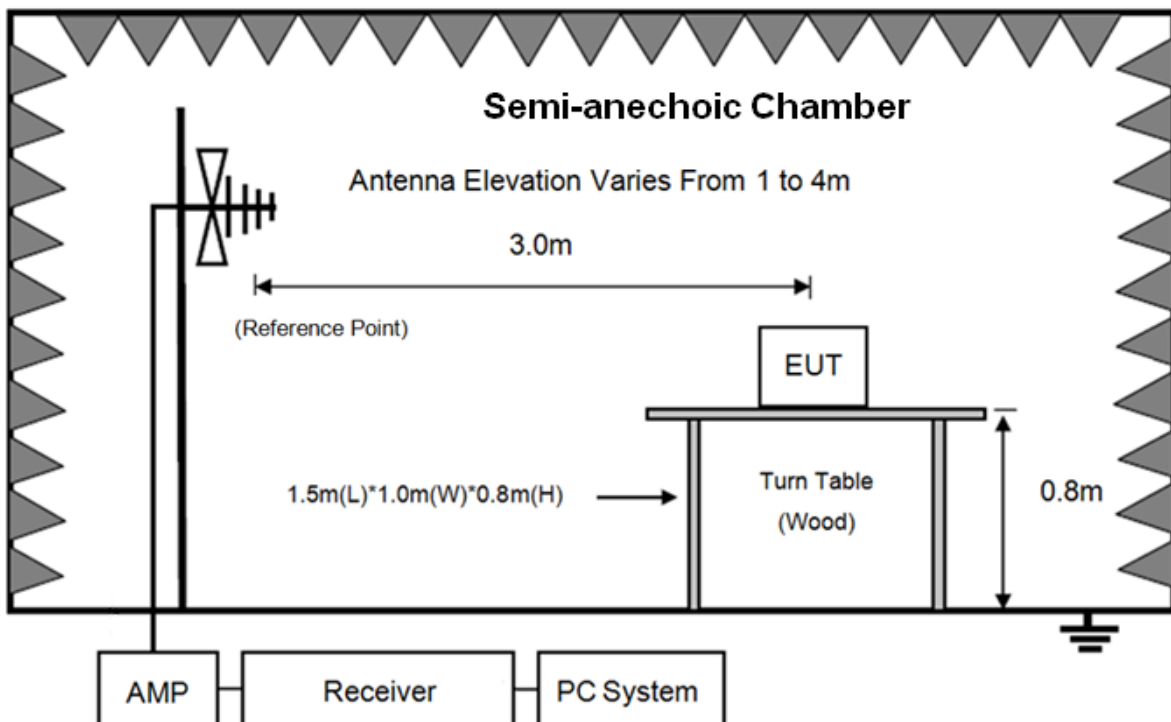 Semi-anechoic Chamber
Antenna Elevation Varies From 1 to 4m
3.0m
(Reference Point)
EUT
1.5m(L)*1.0m(W)*0.8m(H)
Turn Table
(Wood)
0.8m
AMP
Receiver
PC System